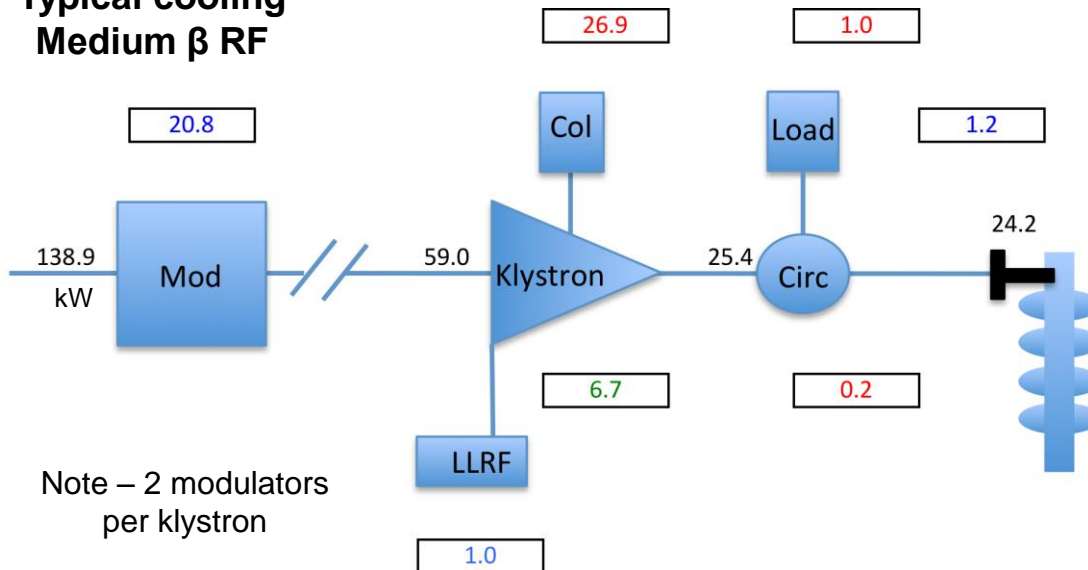 Typical cooling
Medium β RF
26.9
1.0
20.8
Col
Load
1.2
24.2
138.9
kW
Mod
59.0
Klystron
25.4
Circ
6.7
0.2
LLRF
Note – 2 modulators
per klystron
1.0